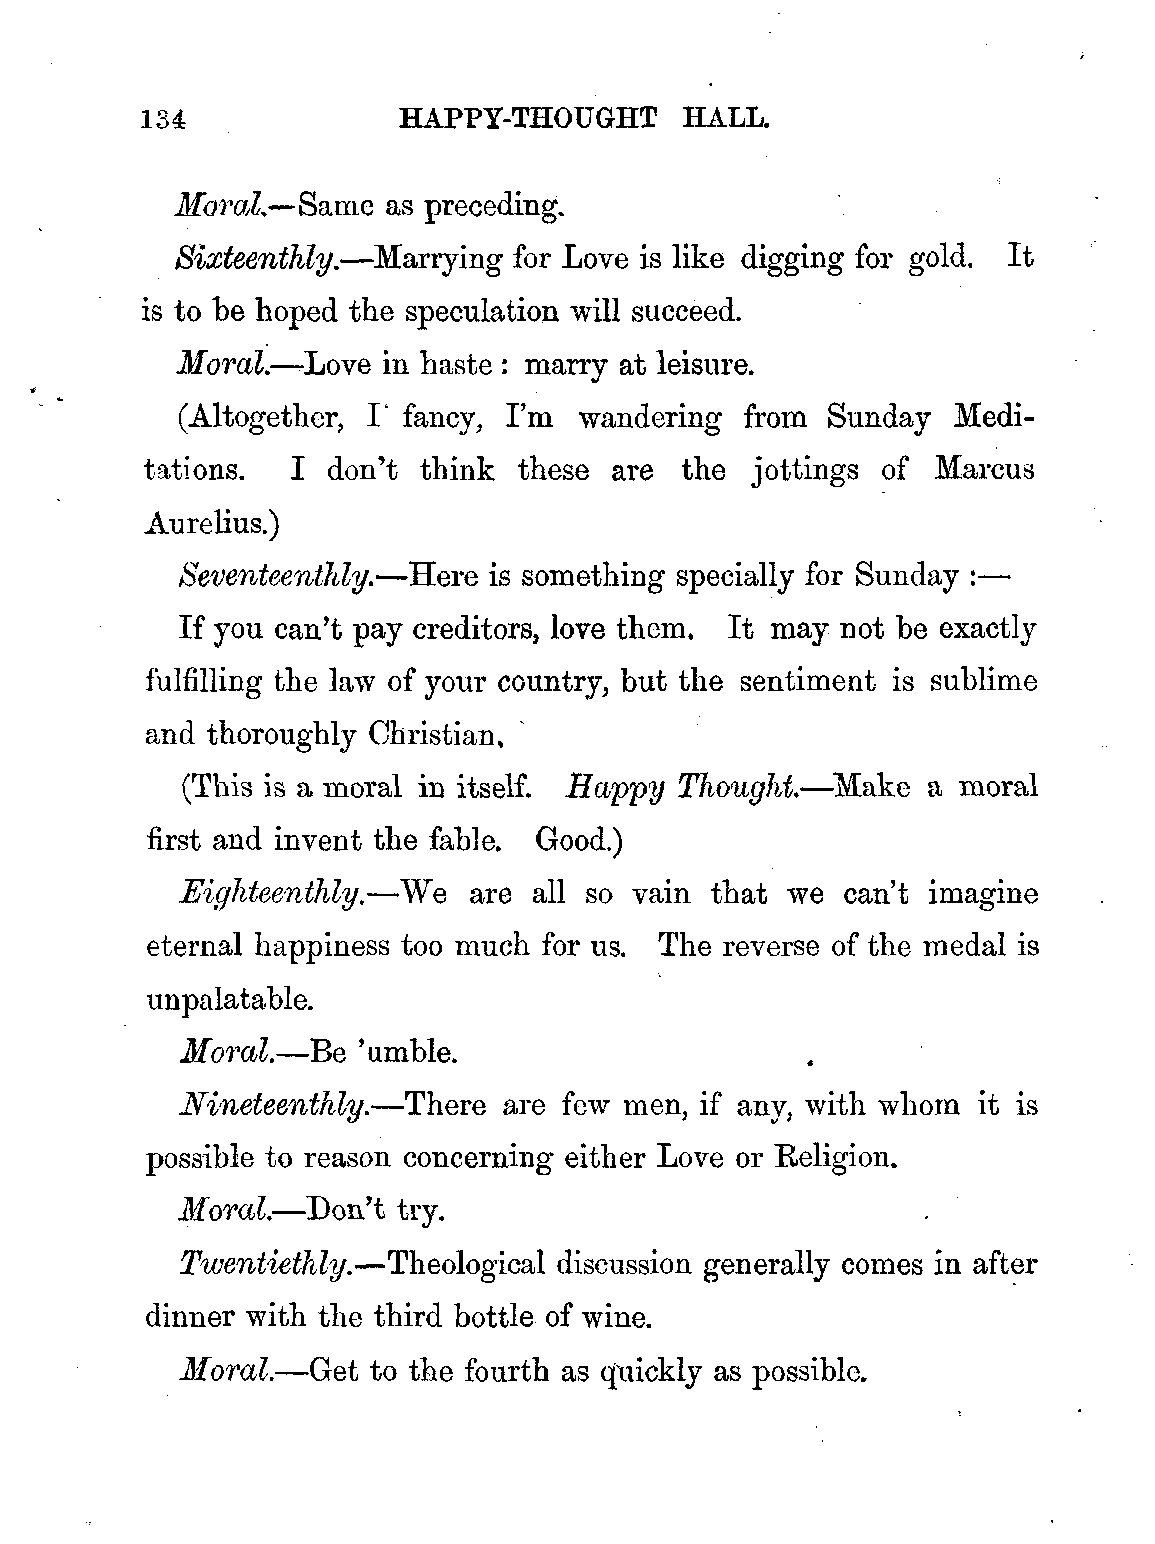 134 HAPPY-THOUGHT HALL.
Moral.—Same as preceding.
Sixteenthly.—Marrying for Love is like digging for gold. It
is to be hoped the speculation will succeed.
Moral.—Love in haste : marry at leisure.
(Altogether, I fancy, I'm wandering from Sunday Medi-
tations. I don't think these are the jottings of Marcus
Aurelius.)
Seventeenthly.—Here is something specially for Sunday :—
If you can't pay creditors, love them. It may not be exactly
fulfilling the law of your country, but the sentiment is sublime
and thoroughly Christian.
(This is a moral in itself. Happy Thought.—Make a moral
first and invent the fable. Good.)
Eighteenthly.—We are all so vain that we can't imagine
eternal happiness too much for us. The reverse of the medal is
unpalatable.
Moral.—Be 'umble.
Nineteenthly.—There are few men, if any, with whom it is
possible to reason concerning either Love or Religion.
Moral.—Don't try.
Twentiethly.—Theological discussion generally comes in after
dinner with the third bottle of wine.
Moral.—Get to the fourth as quickly as possible.